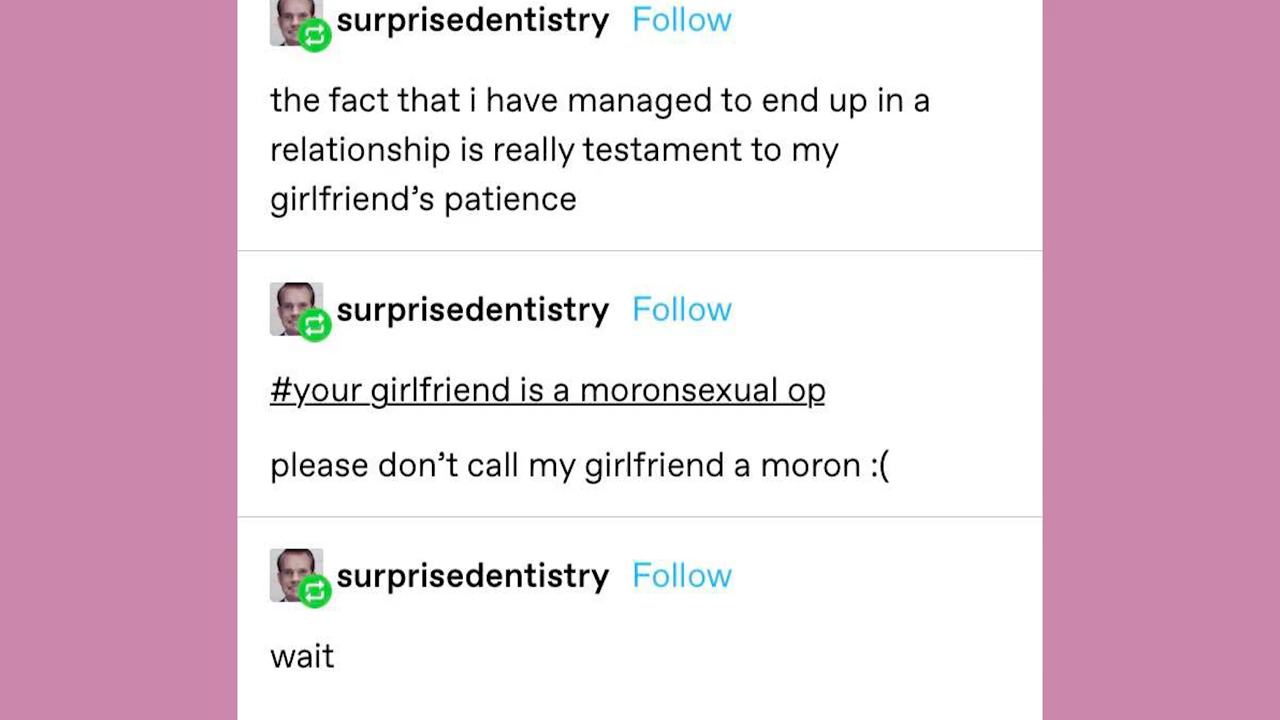 surprisedentistry Follow
the fact that i have managed to end up in a
relationship is really testament to my
girlfriend’s patience
surprisedentistry Follow
#your girlfriend is a moronsexual op
please don’t call my girlfriend a moron :(
surprisedentistry Follow
wait